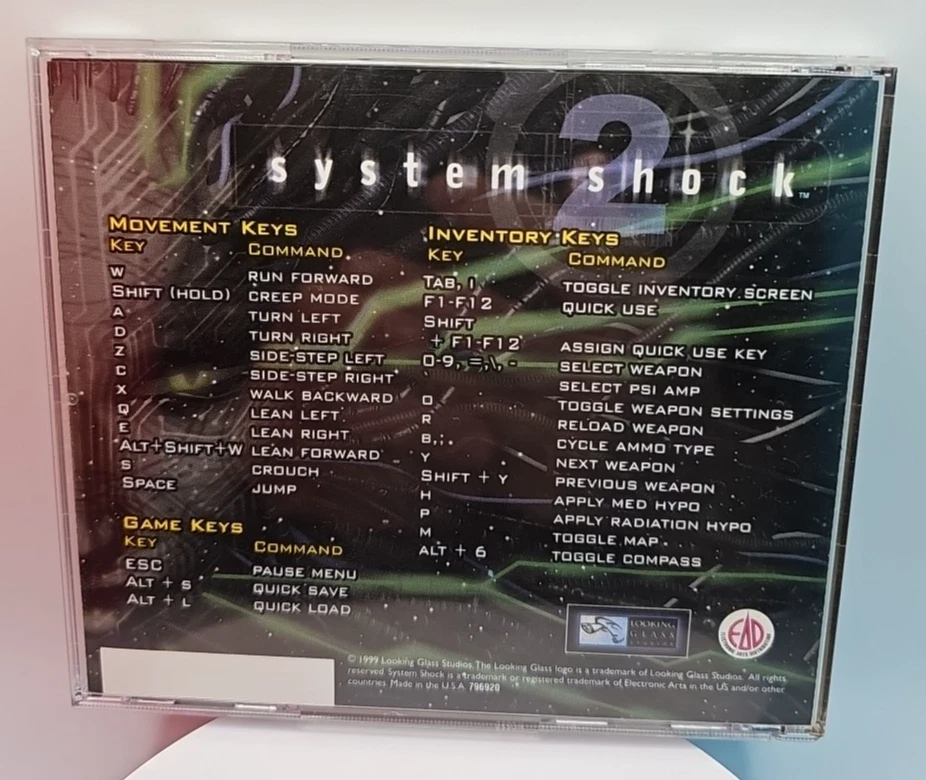 system shock 2 ™
MOVEMENT KEYS
KEY COMMAND
W RUN FORWARD
SHIFT (HOLD) CREEP MODE
A TURN LEFT
D TURN RIGHT
Z SIDE-STEP LEFT
C SIDE-STEP RIGHT
X WALK BACKWARD
Q LEAN LEFT
E LEAN RIGHT
ALT+SHIFT+W LEAN FORWARD
S CROUCH
SPACE JUMP
GAME KEYS
KEY COMMAND
ESC PAUSE MENU
ALT + S QUICK SAVE
ALT + L QUICK LOAD
INVENTORY KEYS
KEY COMMAND
TAB, I TOGGLE INVENTORY SCREEN
F1-F12 QUICK USE
SHIFT
+ F1-F12 ASSIGN QUICK USE KEY
0-9, =,\, - SELECT WEAPON
` SELECT PSI AMP
O TOGGLE WEAPON SETTINGS
R RELOAD WEAPON
B, ; CYCLE AMMO TYPE
Y NEXT WEAPON
SHIFT + Y PREVIOUS WEAPON
H APPLY MED HYPO
P APPLY RADIATION HYPO
M TOGGLE MAP
ALT + 6 TOGGLE COMPASS
LOOKING
GLASS
STUDIOS
EAD
ELECTRONIC ARTS DISTRIBUTION
© 1999 Looking Glass Studios. The Looking Glass logo is a trademark of Looking Glass Studios. All rights
reserved. System Shock is a trademark or registered trademark of Electronic Arts in the US and/or other
countries. Made in the U.S.A. 796920